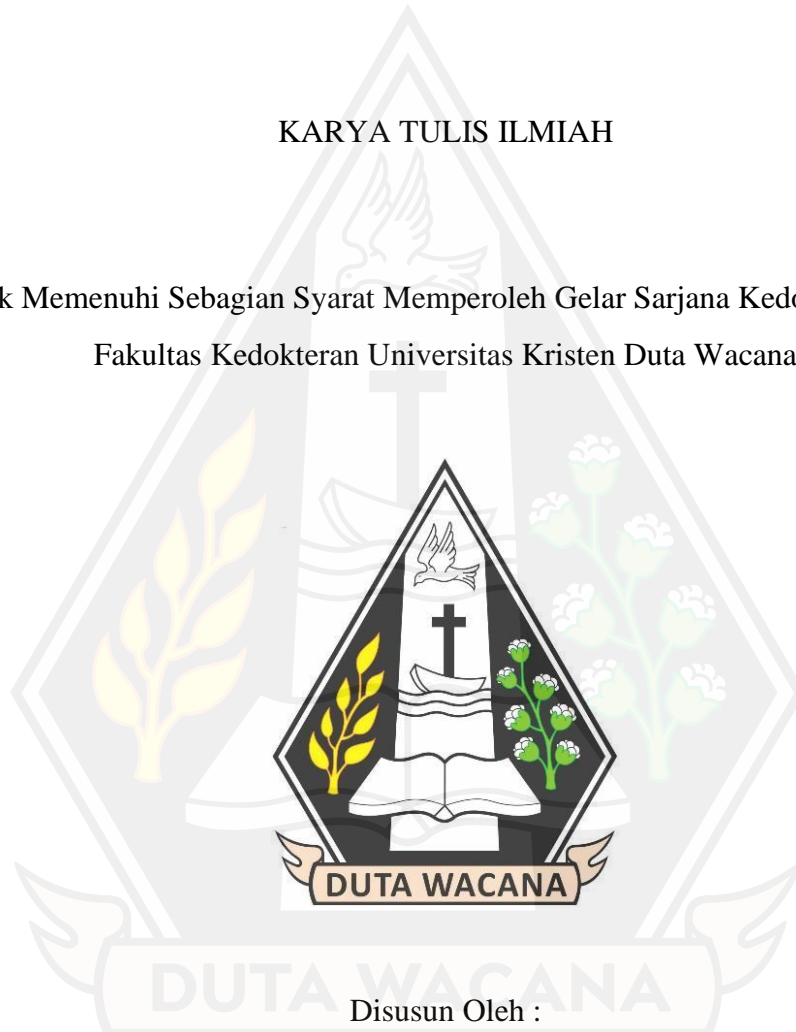 KARYA TULIS ILMIAH
k Memenuhi Sebagian Syarat Memperoleh Gelar Sarjana Kedo
Fakultas Kedokteran Universitas Kristen Duta Wacana
DUTA WACANA
DUTA WACANA
Disusun Oleh :